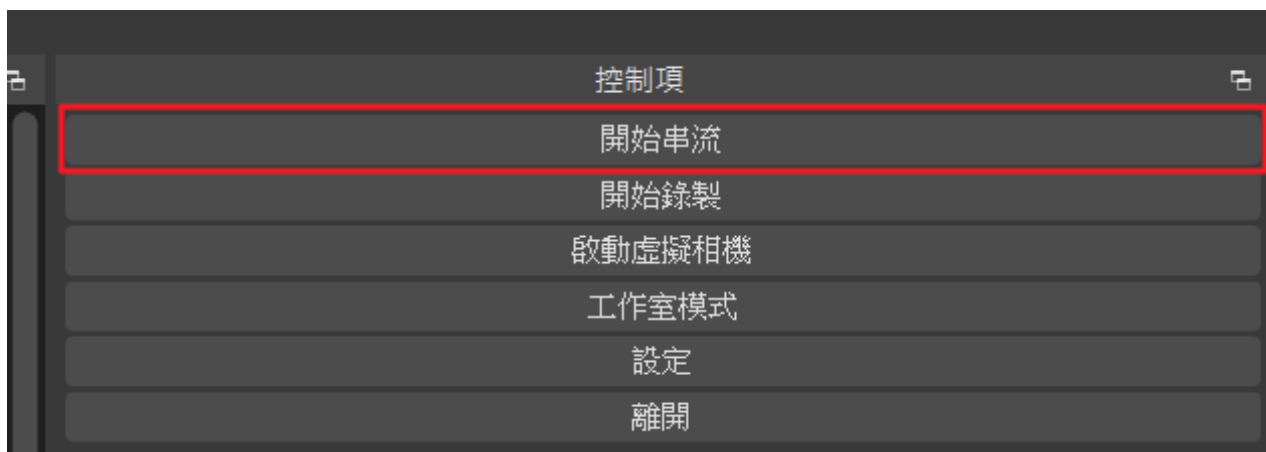 控制項
開始串流
開始錄製
啟動虛擬相機
工作室模式
設定
離開